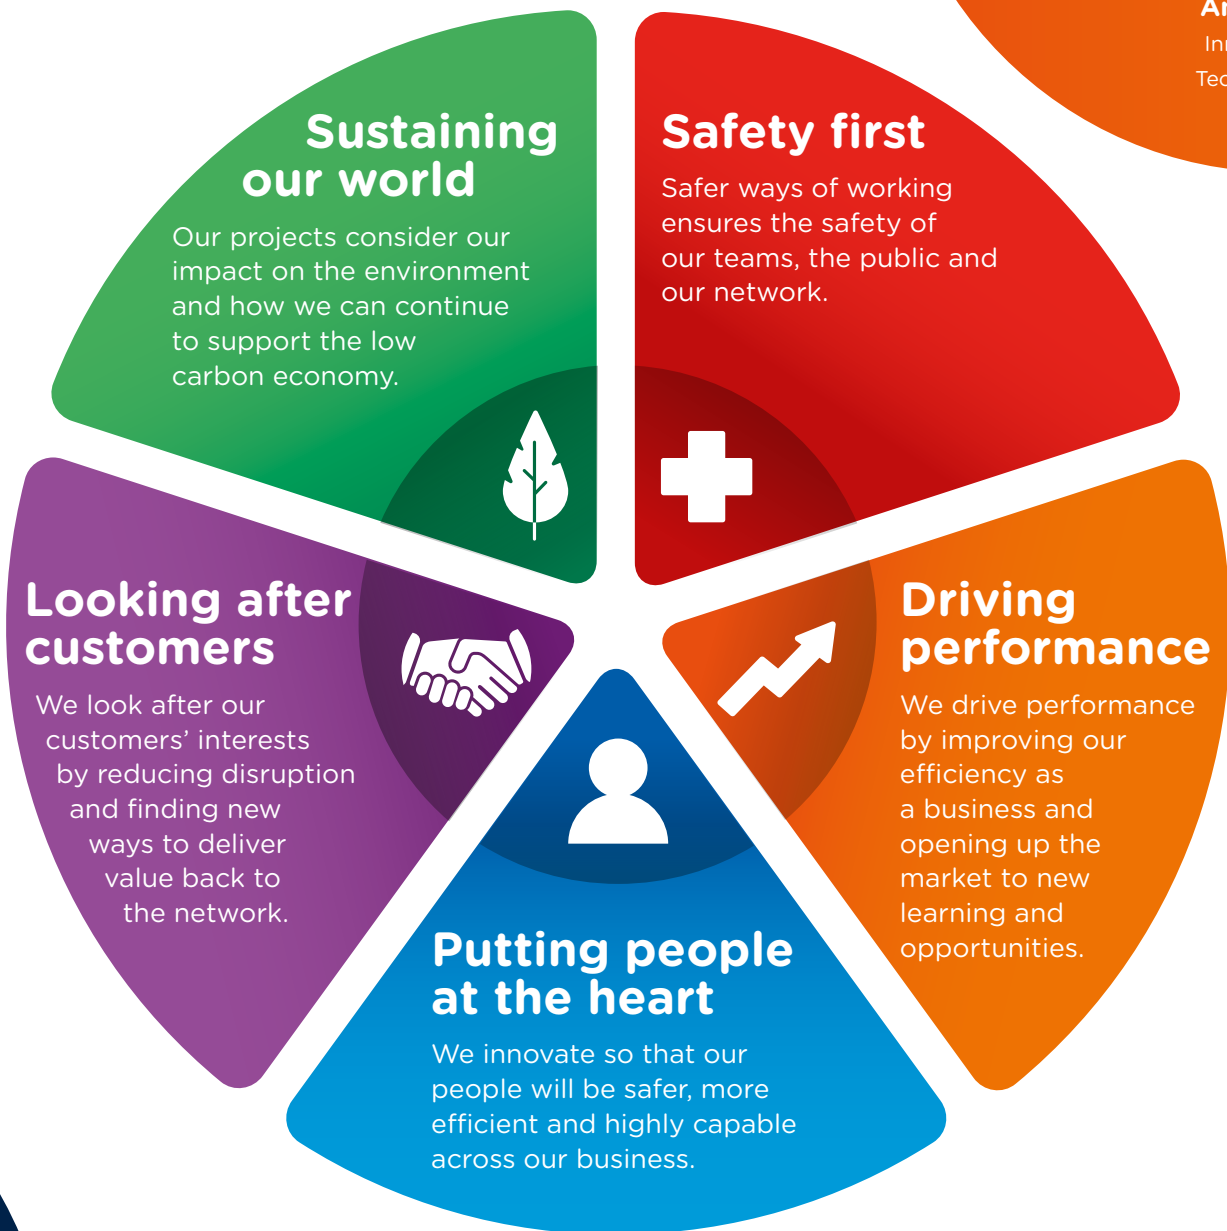 Sustaining
our world
Our projects consider our
impact on the environment
and how we can continue
to support the low
carbon economy.
Safety first
Safer ways of working
ensures the safety of
our teams, the public and
our network.
Driving
performance
We drive performance
by improving our
efficiency as
a business and
opening up the
market to new
learning and
opportunities.
Putting people
at the heart
We innovate so that our
people will be safer, more
efficient and highly capable
across our business.
Looking after
customers
We look after our
customers’ interests
by reducing disruption
and finding new
ways to deliver
value back to
the network.